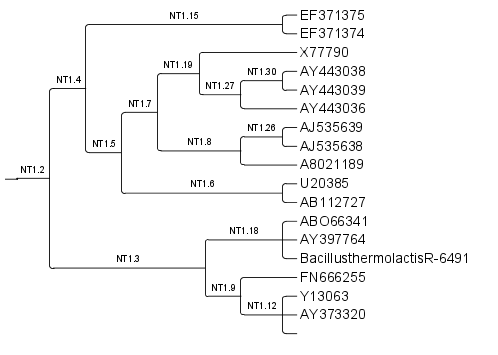 NT1.15
EF371375
EF371374
X77790
NT1.19
NT1.4
NT1.30
AY443038
NT1.27
AY443039
NT1.7
AY443036
AJ535639
NT1.26
NT1.5
NT1.8
AJ535638
A8021189
NT1.2
NT1.6
U20385
AB112727
ABO66341
NT1.18
AY397764
NT1.3
BacillusthermolactisR-6491
FN666255
NT1.9
Y13063
NT1.12
AY373320